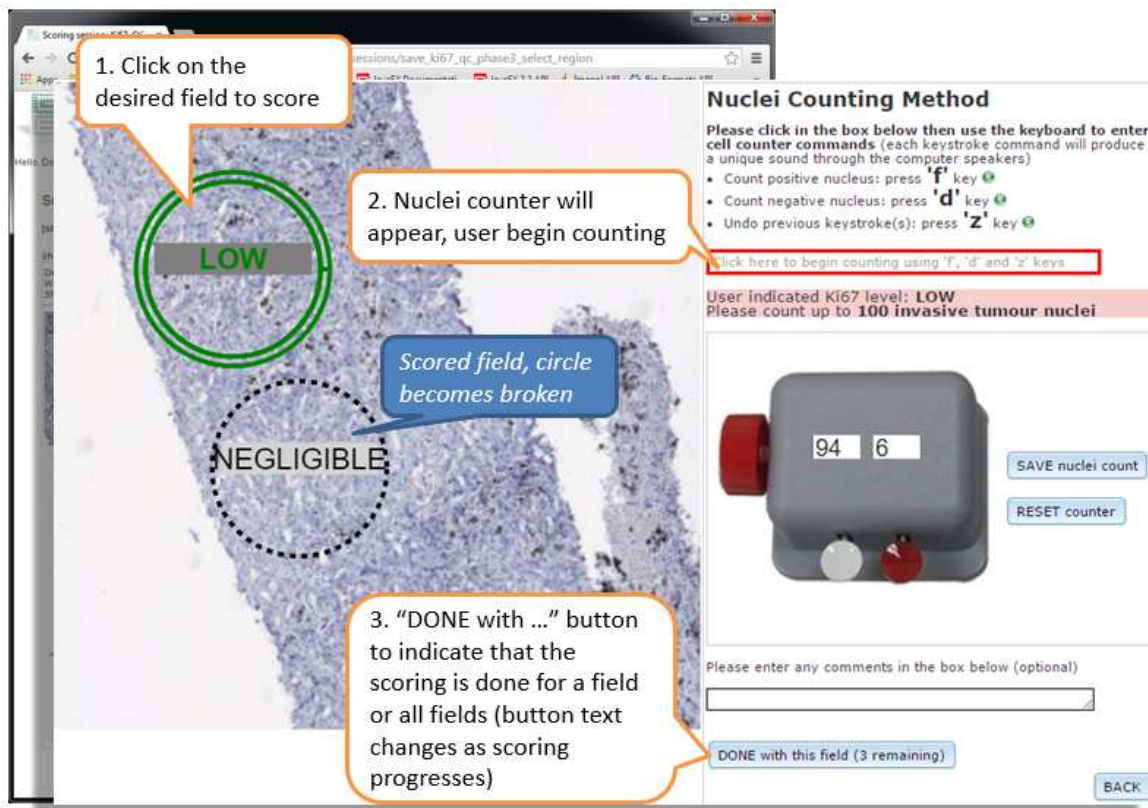 Scoring session: Ki67_QC
sessions/save_ki67_qc_phase3_select_region
1. Click on the
desired field to score
Hello,
LOW
Scored field, circle
becomes broken
NEGLIGIBLE
2. Nuclei counter will
appear, user begin counting
3. “DONE with ...” button
to indicate that the
scoring is done for a field
or all fields (button text
changes as scoring
progresses)
Nuclei Counting Method
Please click in the box below then use the keyboard to enter
cell counter commands (each keystroke command will produce
a unique sound through the computer speakers)
• Count positive nucleus: press 'f' key
• Count negative nucleus: press 'd' key
• Undo previous keystroke(s): press 'z' key
Click here to begin counting using 'f', 'd' and 'z' keys
User indicated Ki67 level: LOW
Please count up to 100 invasive tumour nuclei
94 6
SAVE nuclei count
RESET counter
Please enter any comments in the box below (optional)
DONE with this field (3 remaining)
BACK